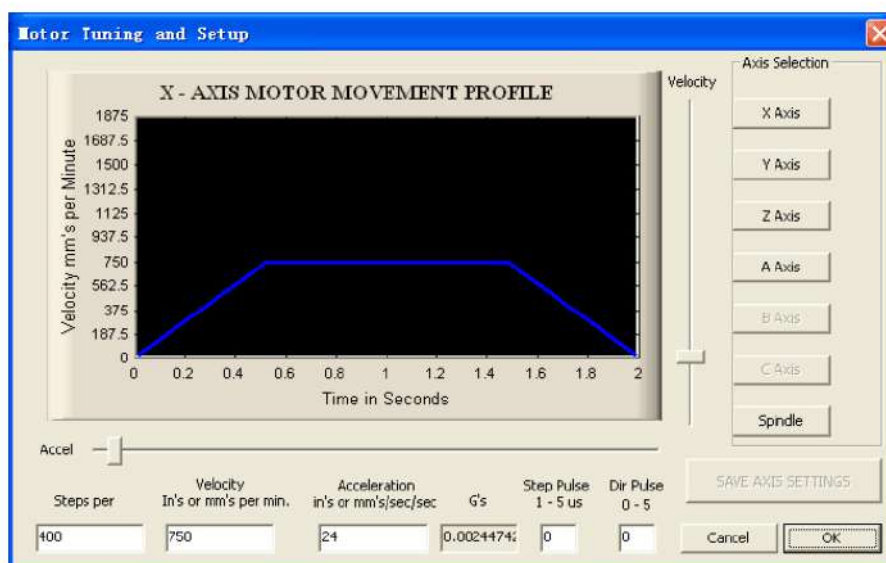 Motor Tuning and Setup
X - AXIS MOTOR MOVEMENT PROFILE
Velocity mm's per Minute
1875
1687.5
1500
1312.5
1125
937.5
750
562.5
375
187.5
0
0 0.2 0.4 0.6 0.8 1 1.2 1.4 1.6 1.8 2
Time in Seconds
Velocity
Axis Selection
X Axis
Y Axis
Z Axis
A Axis
B Axis
C Axis
Spindle
Accel
Steps per
Velocity
In's or mm's per min.
Acceleration
in's or mm's/sec/sec
G's
Step Pulse
1 - 5 us
Dir Pulse
0 - 5
400
750
24
0.00244742
0
0
SAVE AXIS SETTINGS
Cancel
OK